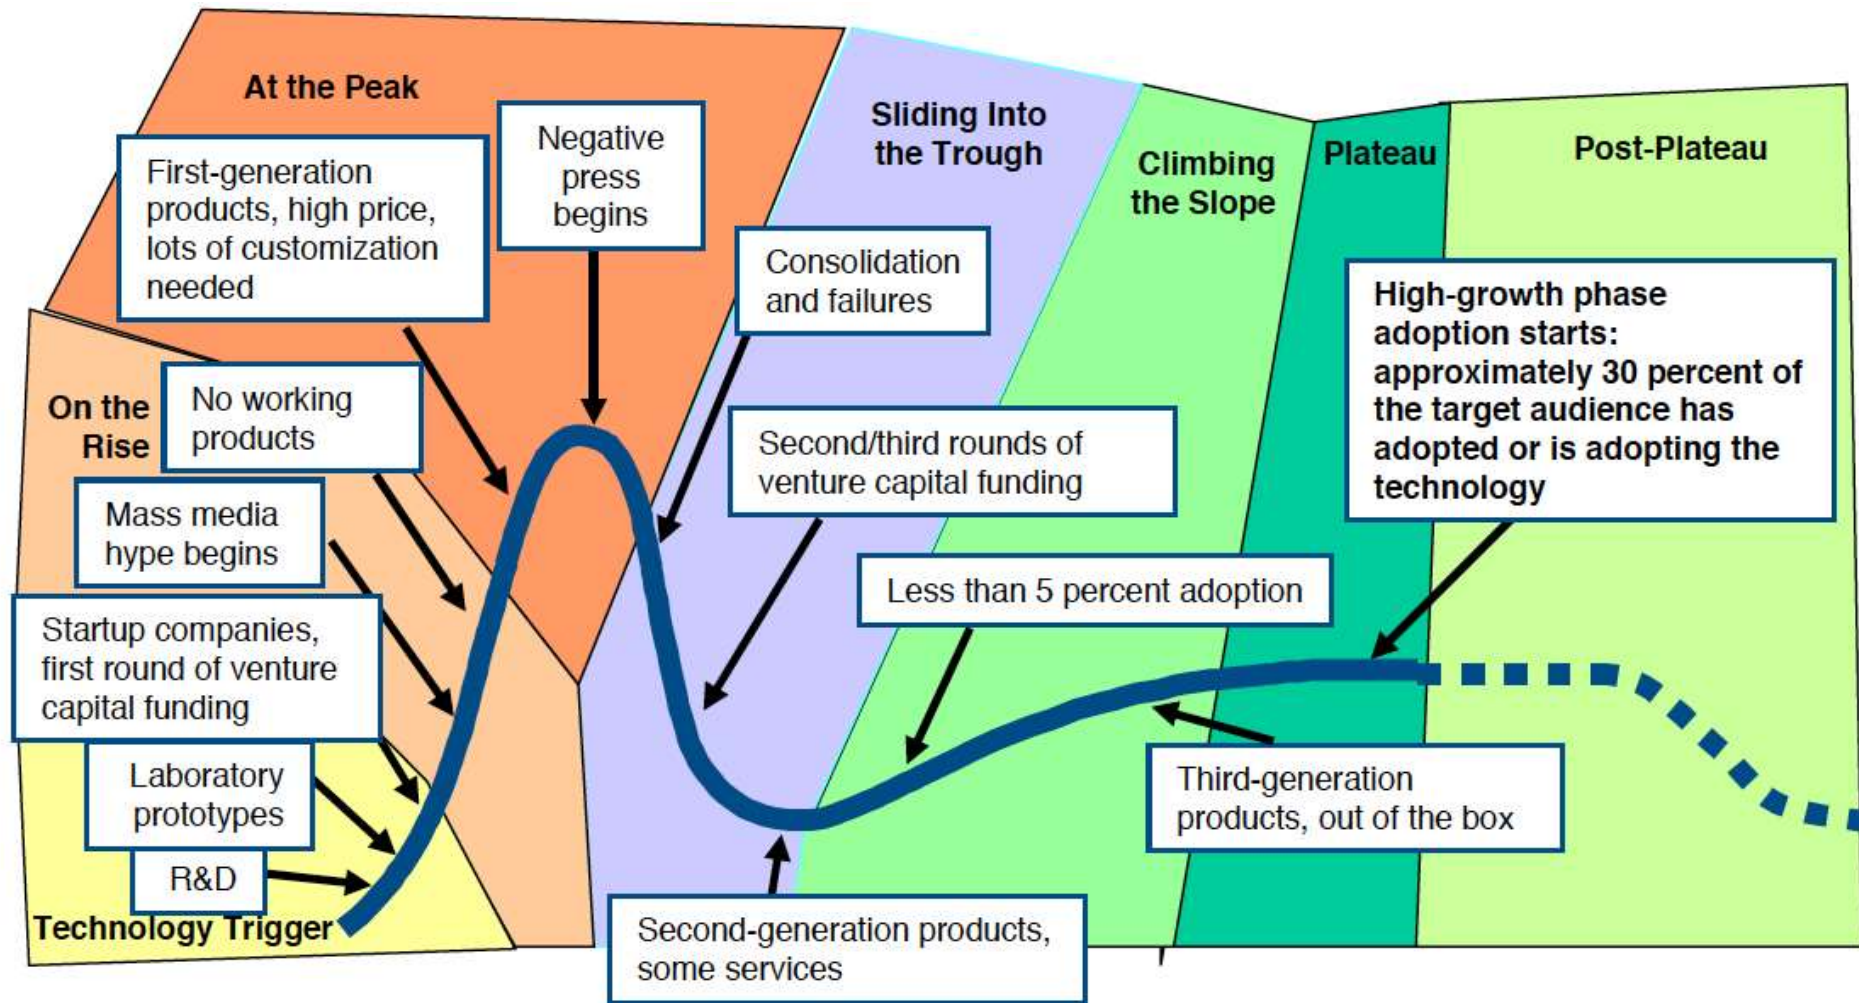 At the Peak
First-generation
products, high price,
lots of customization
needed
Negative
press
begins
Sliding Into
the Trough
Climbing
the Slope
Plateau
Post-Plateau
Consolidation
and failures
High-growth phase
adoption starts:
approximately 30 percent of
the target audience has
adopted or is adopting the
technology
On the
Rise
No working
products
Second/third rounds of
venture capital funding
Mass media
hype begins
Less than 5 percent adoption
Startup companies,
first round of venture
capital funding
Laboratory
prototypes
Third-generation
products, out of the box
R&D
Technology Trigger
Second-generation products,
some services